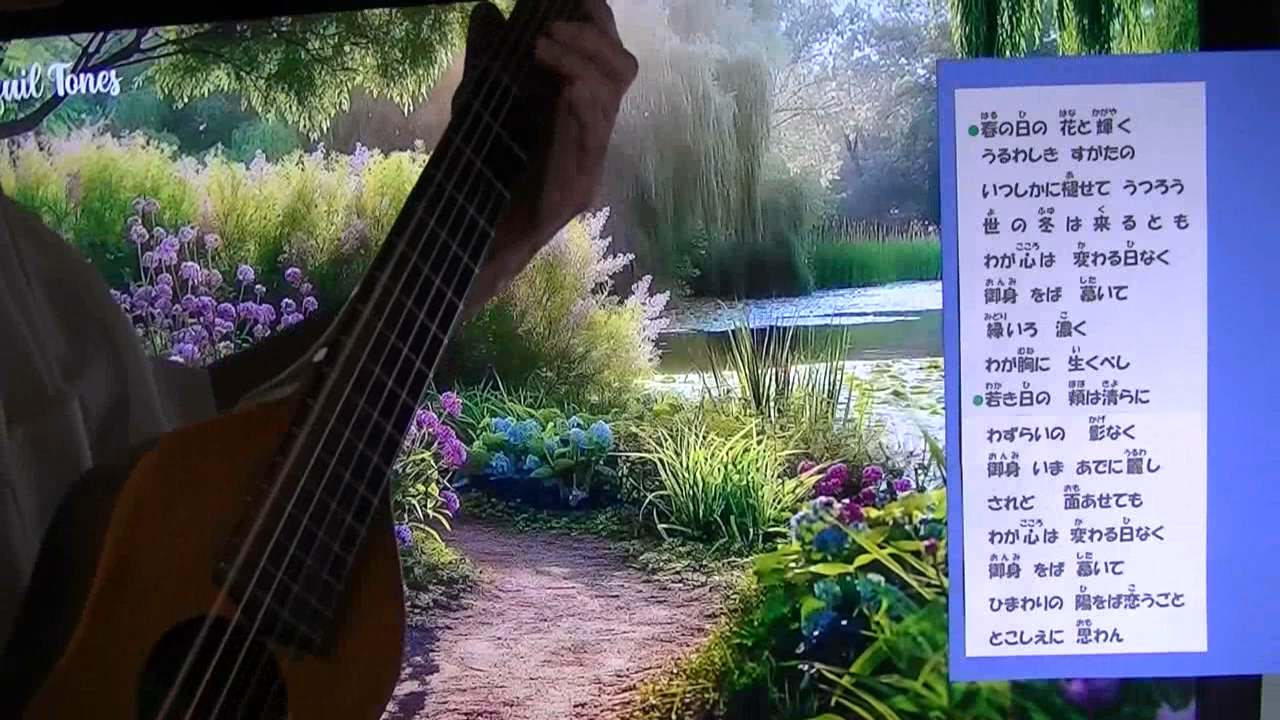 uil Tones
●春の日の 花と輝く
うるわしき すがたの
いつしかに褪せて うつろう
世の冬は来るとも
わが心は 変わる日なく
御身 をば 慕いて
緑いろ 濃く
わが胸に 生くべし
●若き日の 頬は清らに
わずらいの 影なく
御身 いま あでに麗し
されど 面あせても
わが心は 変わる日なく
御身 をば 慕いて
ひまわりの 陽をば恋うごと
とこしえに 思わん